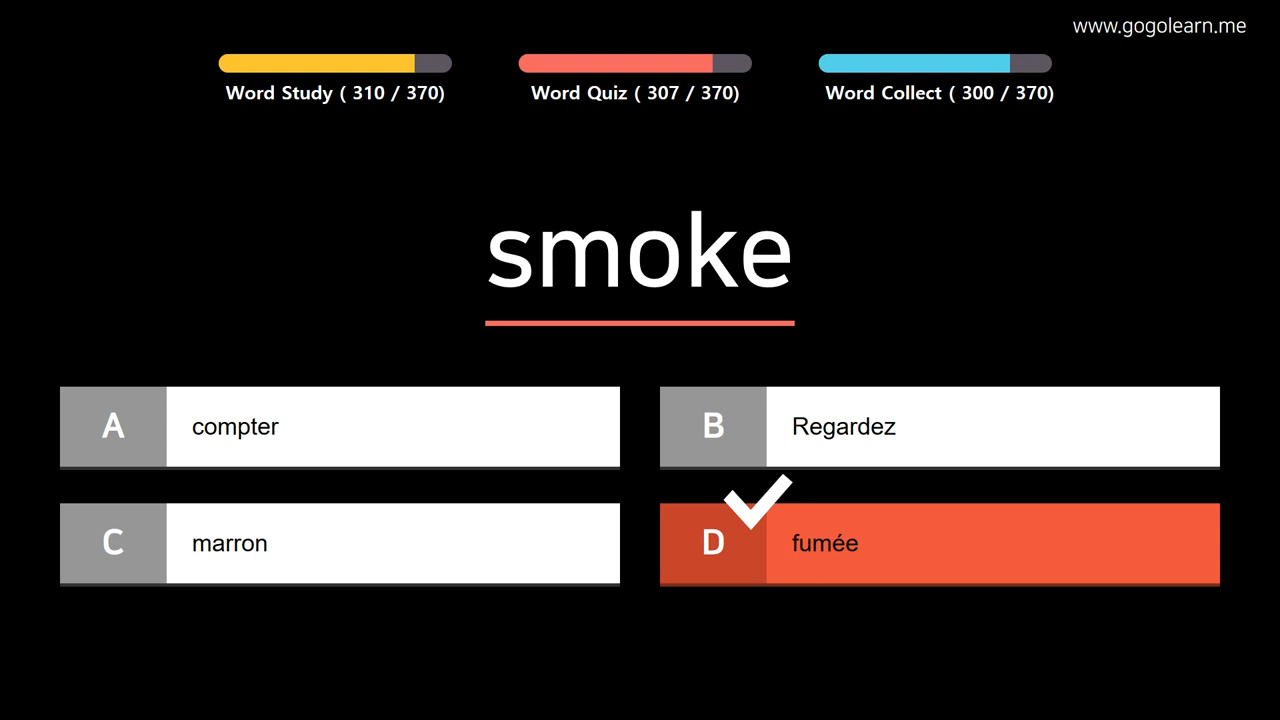 www.gogolearn.me
Word Study ( 310 / 370)
Word Quiz ( 307 / 370)
Word Collect ( 300 / 370)
smoke
A compter
B Regardez
C marron
D fumée